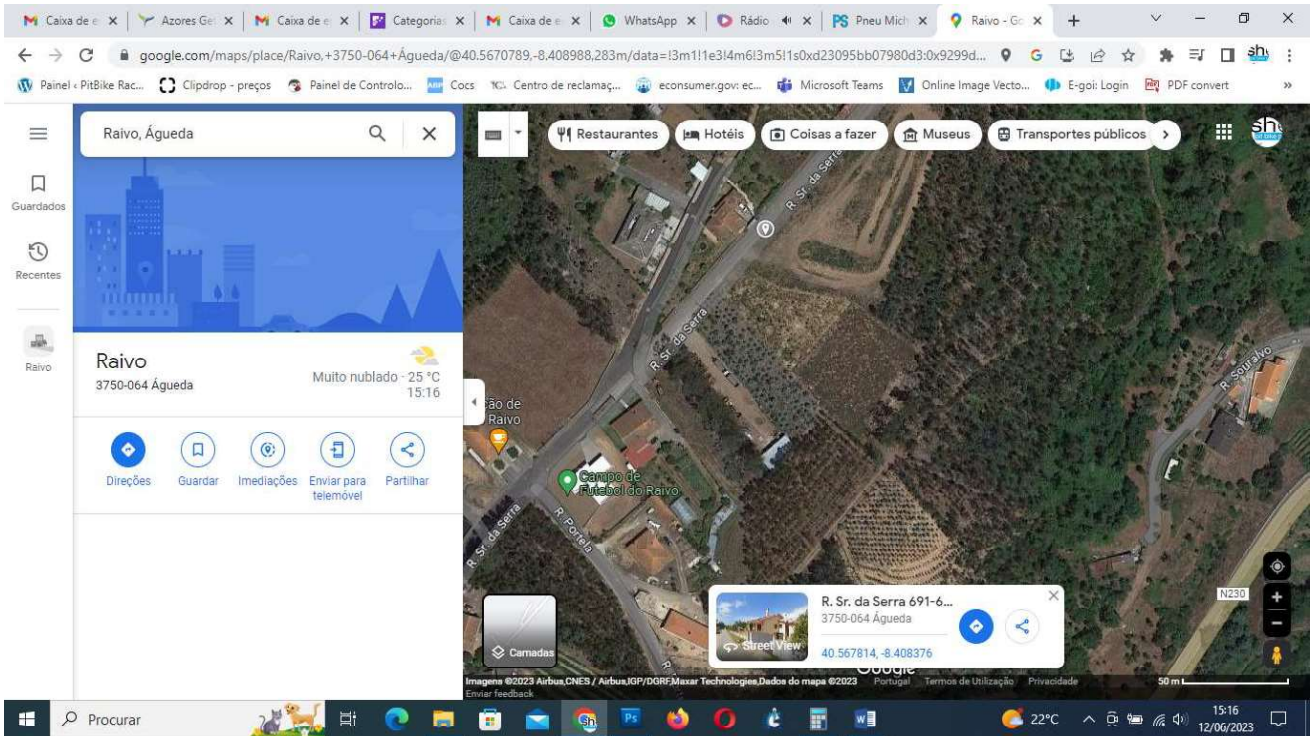 Caixa de e
Azores Ge
Caixa de e
Categorias
Caixa de e
WhatsApp
Rádio
Pneu Mich
Raivo - Go
google.com/maps/place/Raivo,+3750-064+Águeda/@40.5670789,-8.408988,283m/data=!3m1!1e3!4m6!3m5!1s0xd23095bb07980d3:0x9299d...
Painel ‹ PitBike Rac...
Clipdrop - preços
Painel de Controlo...
Cocs
Centro de reclamaç...
econsumer.gov: ec...
Microsoft Teams
Online Image Vecto...
E-goi: Login
PDF convert
»
Raivo, Águeda
Restaurantes
Hotéis
Coisas a fazer
Museus
Transportes públicos
Guardados
Recentes
Raivo
Raivo
3750-064 Águeda
Muito nublado · 25 °C
15:16
Direções
Guardar
Imediações
Enviar para
telemóvel
Partilhar
R. Sr. da Serra
R. Sr. da Serra
R. Souralvo
ção de
Raivo
Campo de
Futebol do Raivo
R. Sr. da Serra
R. Portela
N230
R. Sr. da Serra 691-6...
3750-064 Águeda
40.567814, -8.408376
Street View
Camadas
Google
Imagens ©2023 Airbus,CNES / Airbus,IGP/DGRF,Maxar Technologies,Dados do mapa ©2023
Portugal
Termos de Utilização
Privacidade
50 m
Enviar feedback
Procurar
Ps
22°C
15:16
12/06/2023